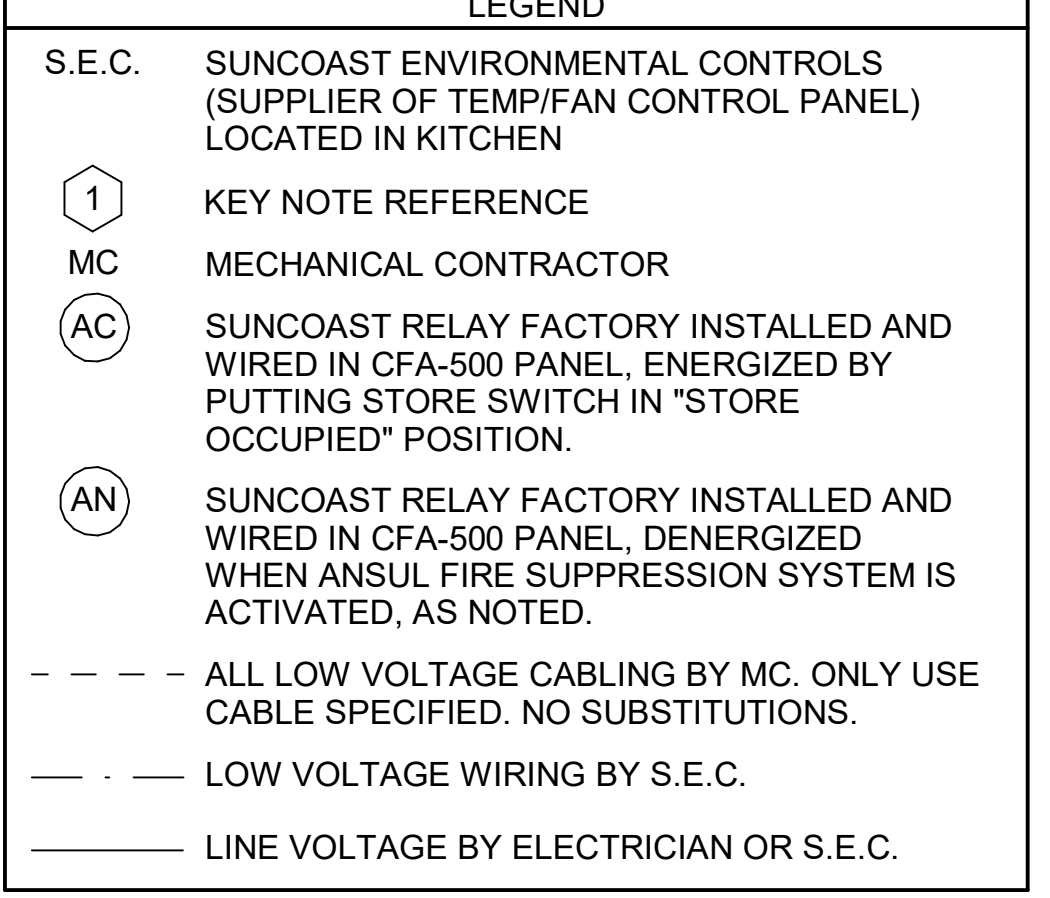 LEGEND
S.E.C. SUNCOAST ENVIRONMENTAL CONTROLS
(SUPPLIER OF TEMP/FAN CONTROL PANEL)
LOCATED IN KITCHEN
1 KEY NOTE REFERENCE
MC MECHANICAL CONTRACTOR
AC SUNCOAST RELAY FACTORY INSTALLED AND
WIRED IN CFA-500 PANEL, ENERGIZED BY
PUTTING STORE SWITCH IN "STORE
OCCUPIED" POSITION.
AN SUNCOAST RELAY FACTORY INSTALLED AND
WIRED IN CFA-500 PANEL, DENERGIZED
WHEN ANSUL FIRE SUPPRESSION SYSTEM IS
ACTIVATED, AS NOTED.
ALL LOW VOLTAGE CABLING BY MC. ONLY USE
CABLE SPECIFIED. NO SUBSTITUTIONS.
LOW VOLTAGE WIRING BY S.E.C.
LINE VOLTAGE BY ELECTRICIAN OR S.E.C.